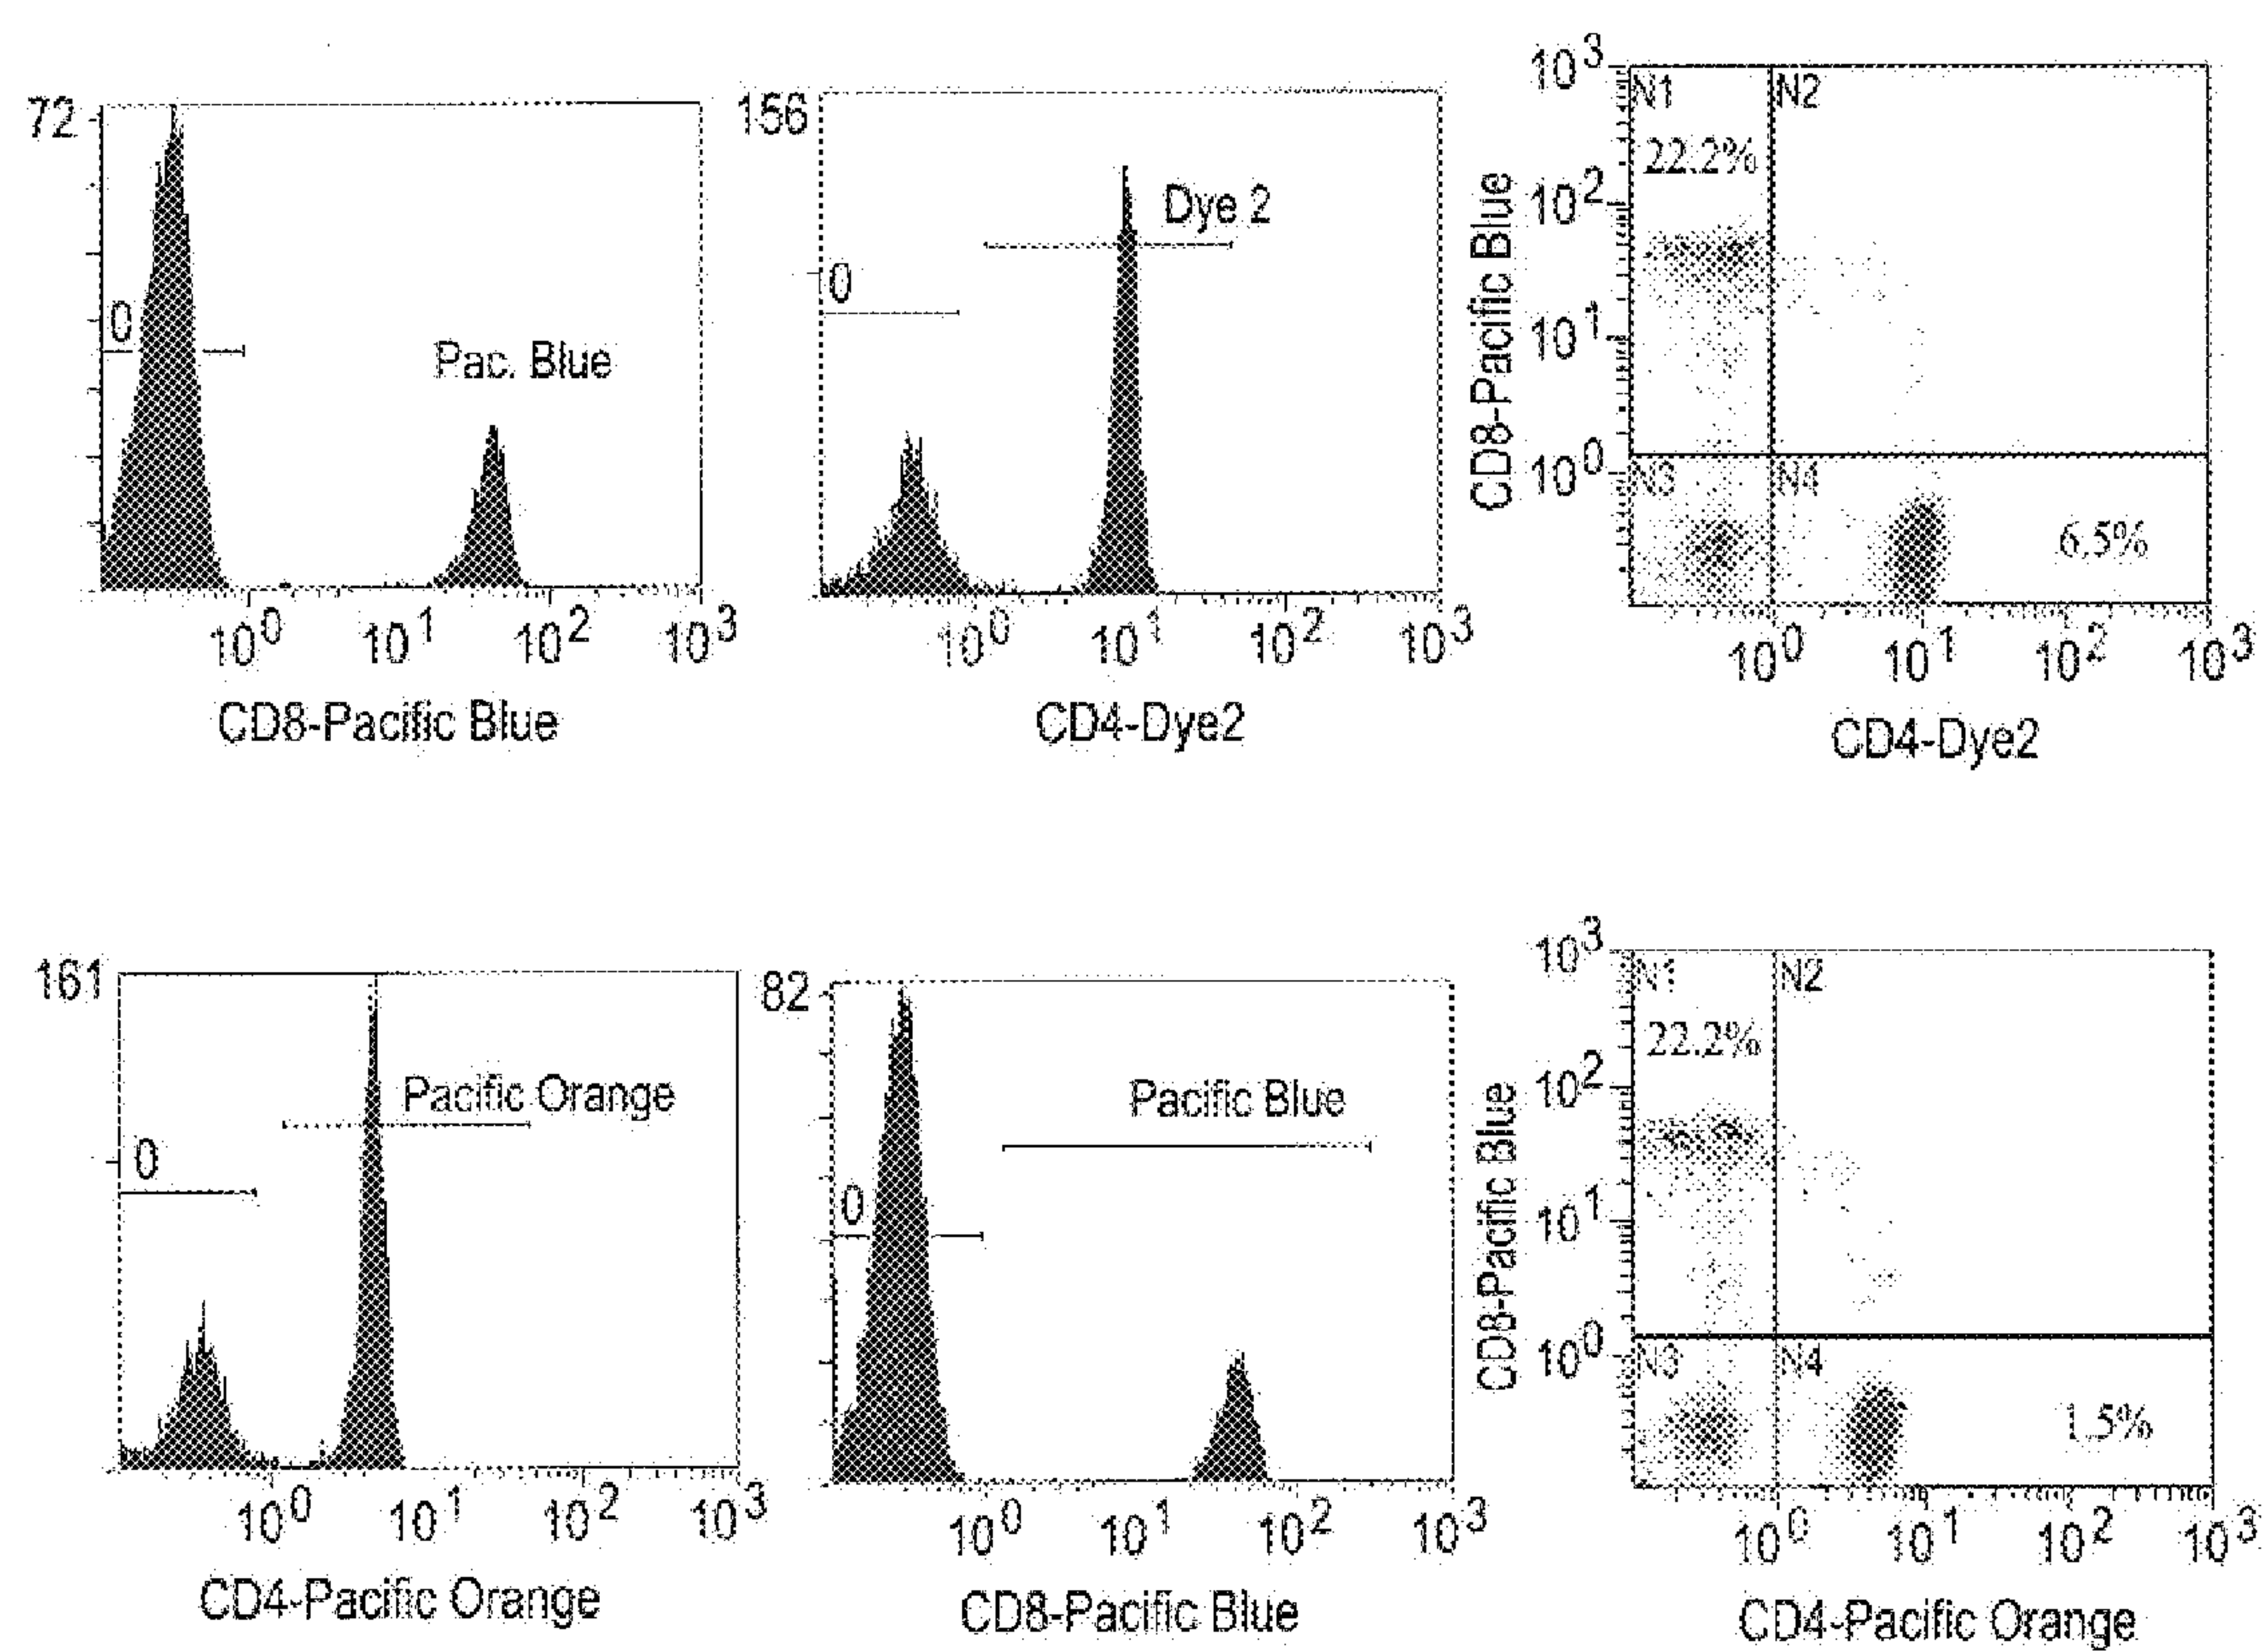 72
0
Pac. Blue
10^0 10^1 10^2 10^3
CD8-Pacific Blue
156
0
Dye 2
10^0 10^1 10^2 10^3
CD4-Dye2
10^3
10^2
10^1
10^0
CD8-Pacific Blue
N1
N2
22.2%
N3
N4
6.5%
10^0 10^1 10^2 10^3
CD4-Dye2
161
0
Pacific Orange
10^0 10^1 10^2 10^3
CD4-Pacific Orange
82
0
Pacific Blue
10^0 10^1 10^2 10^3
CD8-Pacific Blue
10^3
10^2
10^1
10^0
CD8-Pacific Blue
N1
N2
22.2%
N3
N4
1.5%
10^0 10^1 10^2 10^3
CD4-Pacific Orange